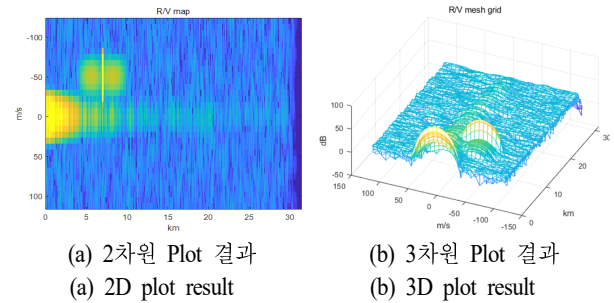 R/V map
-100
-50
0
50
100
m/s
0
5
10
15
20
25
30
km
R/V mesh grid
100
50
0
-50
dB
150
100
50
0
-50
-100
-150
m/s
0
10
20
30
km
(a) 2차원 Plot 결과
(a) 2D plot result
(b) 3차원 Plot 결과
(b) 3D plot result